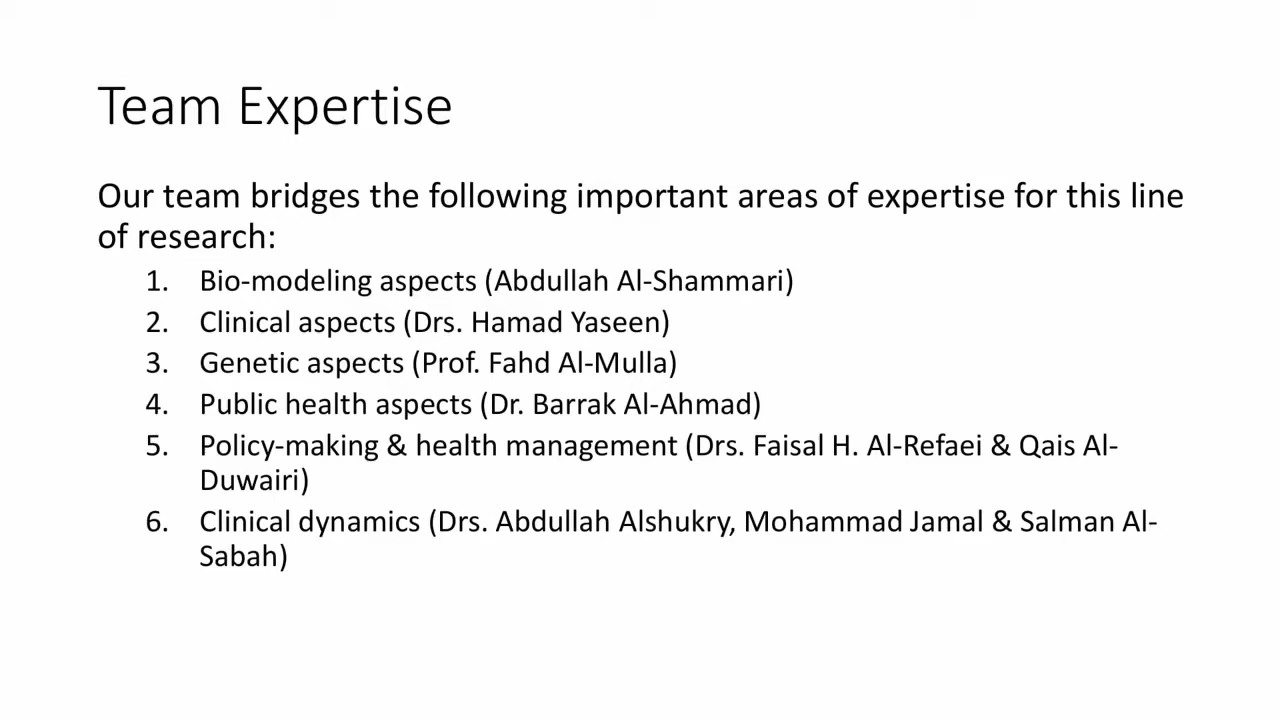 Team Expertise
Our team bridges the following important areas of expertise for this line
of research:
1. Bio-modeling aspects (Abdullah Al-Shammari)
2. Clinical aspects (Drs. Hamad Yaseen)
3. Genetic aspects (Prof. Fahd Al-Mulla)
4. Public health aspects (Dr. Barrak Al-Ahmad)
5. Policy-making & health management (Drs. Faisal H. Al-Refaei & Qais Al-
Duwairi)
6. Clinical dynamics (Drs. Abdullah Alshukry, Mohammad Jamal & Salman Al-
Sabah)